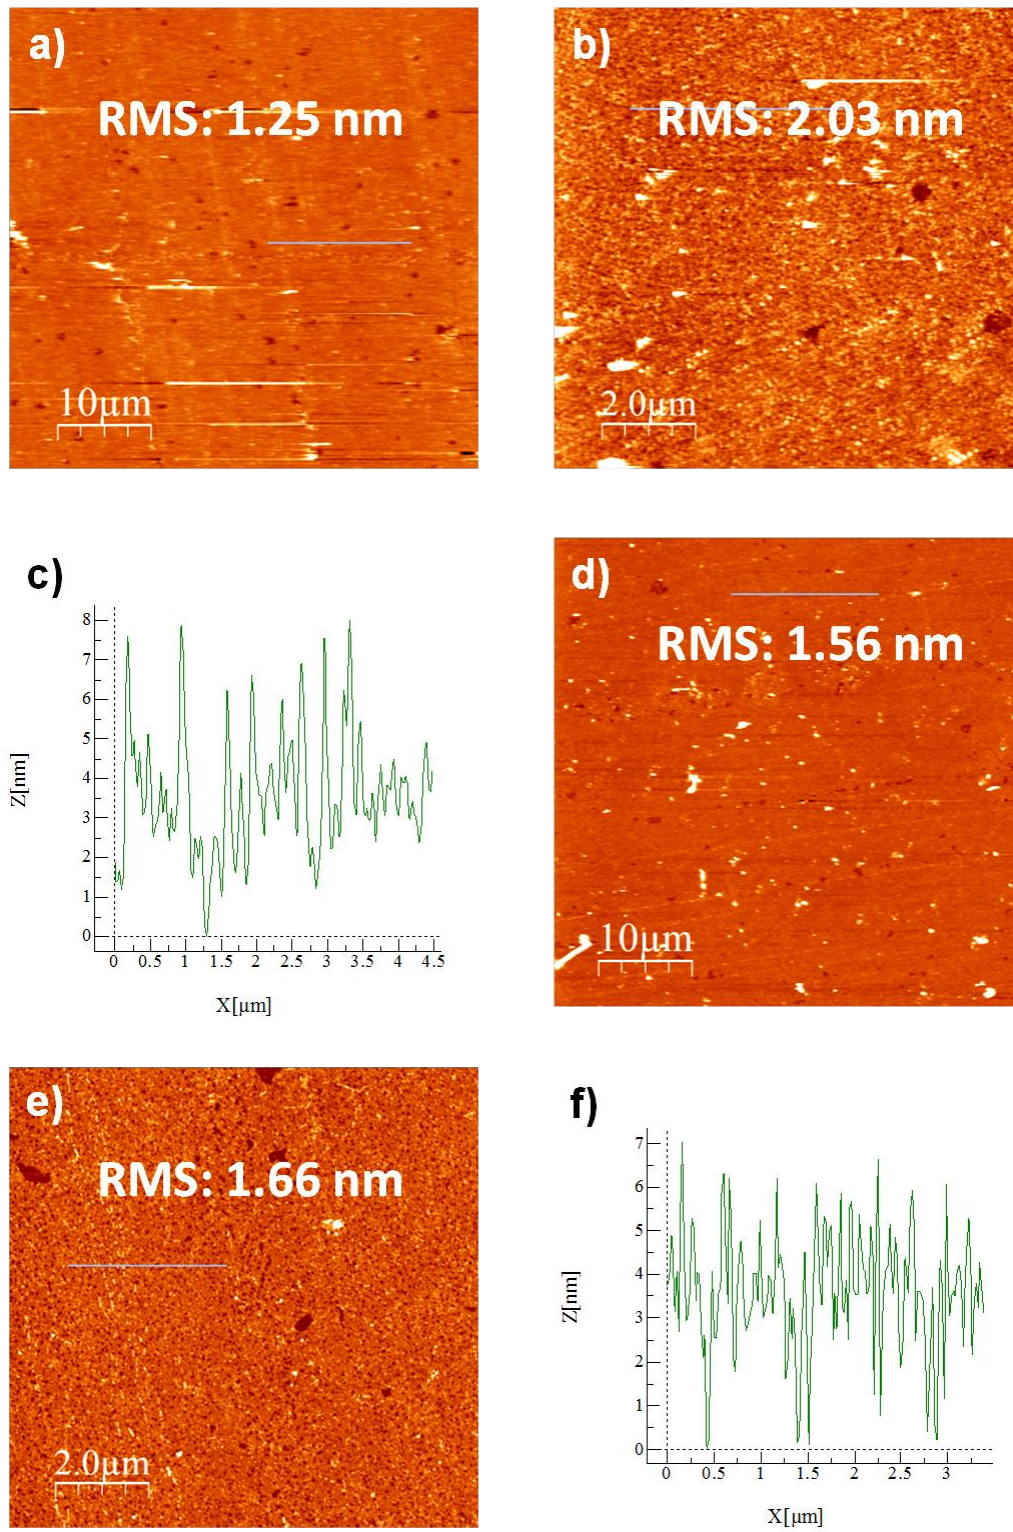 a)
RMS: 1.25 nm
10µm
b)
RMS: 2.03 nm
2.0µm
c)
8
7
6
5
4
3
2
1
0
Z[nm]
0 0.5 1 1.5 2 2.5 3 3.5 4 4.5
X[µm]
d)
RMS: 1.56 nm
10µm
e)
RMS: 1.66 nm
2.0µm
f)
7
6
5
4
3
2
1
0
Z[nm]
0 0.5 1 1.5 2 2.5 3
X[µm]